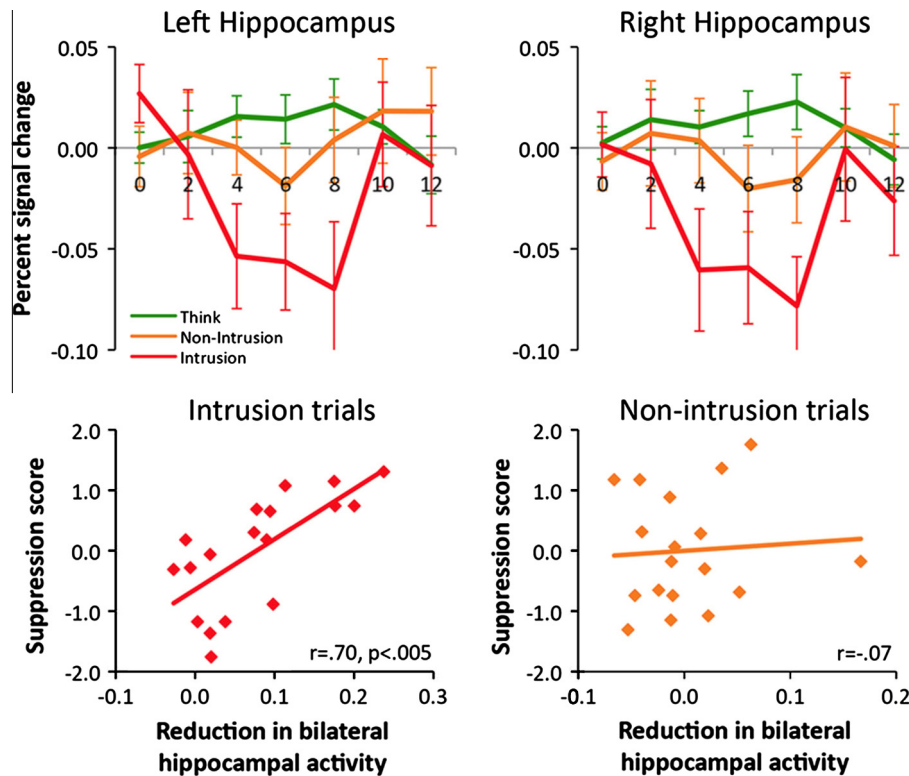 Left Hippocampus
Right Hippocampus
Percent signal change
0.05
0.00
-0.05
-0.10
0 2 4 6 8 10 12
Think
Non-Intrusion
Intrusion
0.05
0.00
-0.05
-0.10
0 2 4 6 8 10 12
Intrusion trials
Suppression score
2.0
1.0
0.0
-1.0
-2.0
r=.70, p<.005
-0.1 0.0 0.1 0.2 0.3
Reduction in bilateral
hippocampal activity
Non-intrusion trials
Suppression score
2.0
1.0
0.0
-1.0
-2.0
r=-.07
-0.1 0.0 0.1 0.2
Reduction in bilateral
hippocampal activity